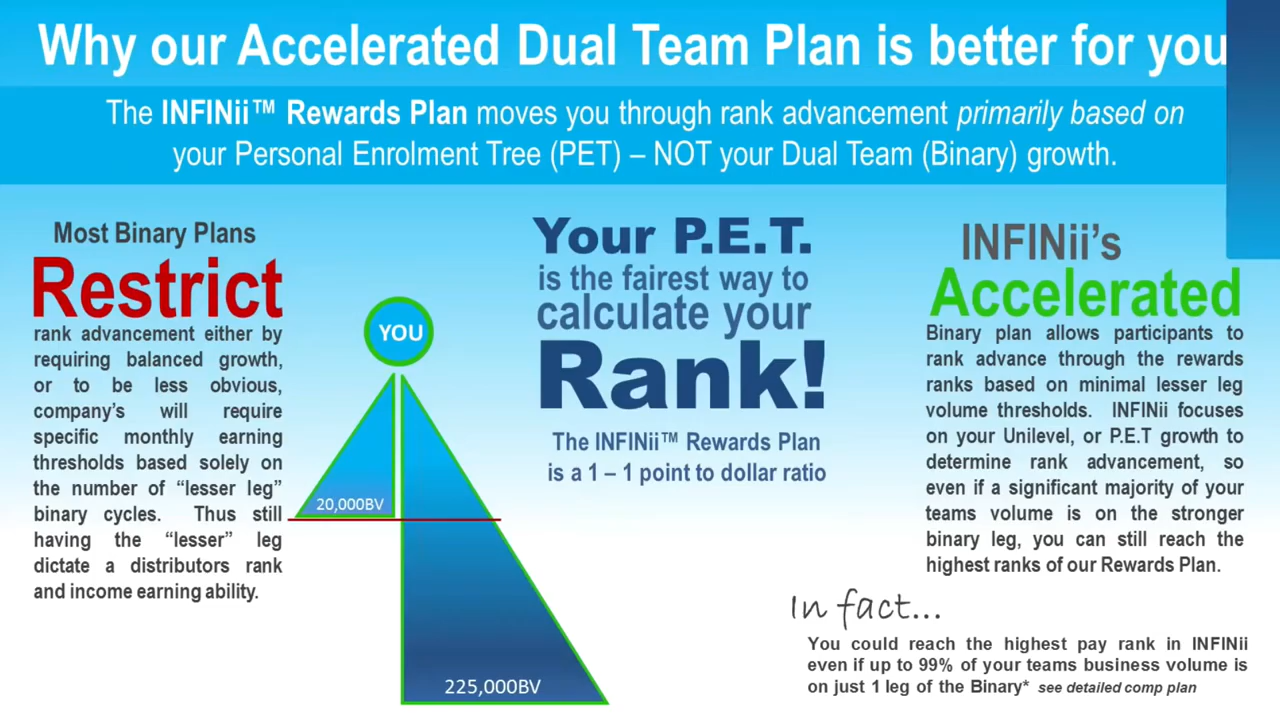 Why our Accelerated Dual Team Plan is better for you
The INFINii™ Rewards Plan moves you through rank advancement primarily based on
your Personal Enrolment Tree (PET) – NOT your Dual Team (Binary) growth.
Most Binary Plans
Restrict
rank advancement either by
requiring balanced growth,
or to be less obvious,
company's will require
specific monthly earning
thresholds based solely on
the number of “lesser leg”
binary cycles. Thus still
having the “lesser” leg
dictate a distributors rank
and income earning ability.
YOU
20,000BV
225,000BV
Your P.E.T.
is the fairest way to
calculate your
Rank!
The INFINii™ Rewards Plan
is a 1 – 1 point to dollar ratio
INFINii’s
Accelerated
Binary plan allows participants to
rank advance through the rewards
ranks based on minimal lesser leg
volume thresholds. INFINii focuses
on your Unilevel, or P.E.T growth to
determine rank advancement, so
even if a significant majority of your
teams volume is on the stronger
binary leg, you can still reach the
highest ranks of our Rewards Plan.
In fact...
You could reach the highest pay rank in INFINii
even if up to 99% of your teams business volume is
on just 1 leg of the Binary* see detailed comp plan